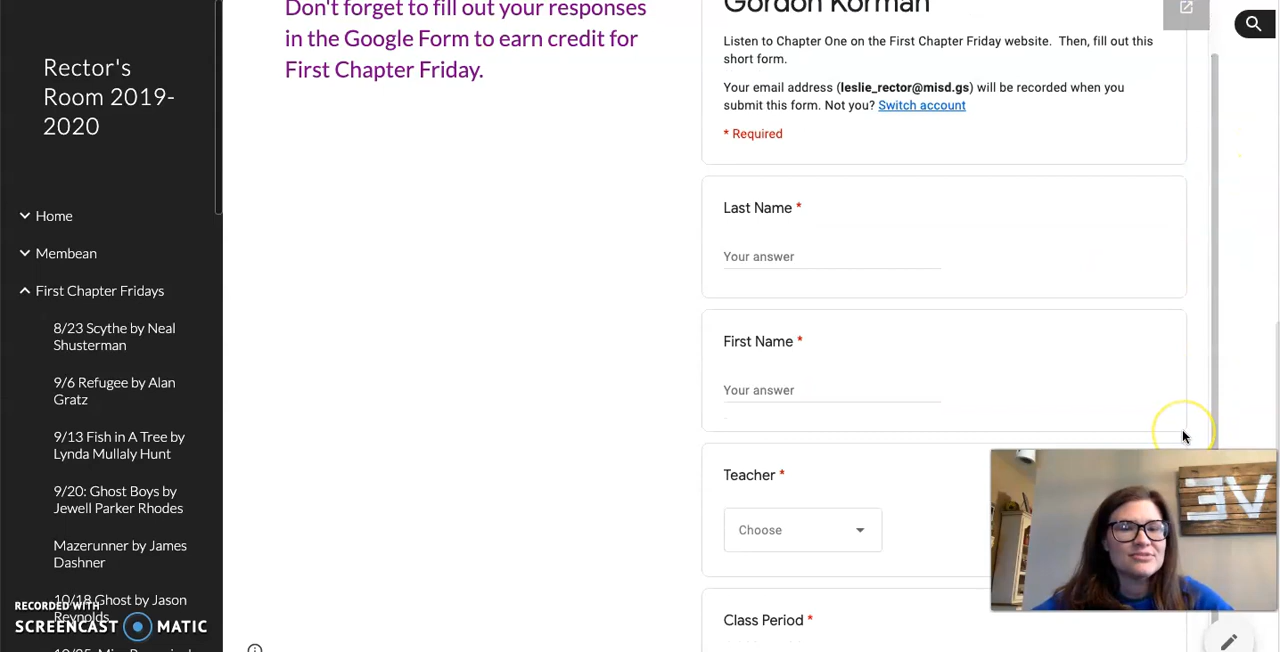 Rector's
Room 2019-
2020
Home
Membean
First Chapter Fridays
8/23 Scythe by Neal
Shusterman
9/6 Refugee by Alan
Gratz
9/13 Fish in A Tree by
Lynda Mullaly Hunt
9/20: Ghost Boys by
Jewell Parker Rhodes
Mazerunner by James
Dashner
10/18 Ghost by Jason
Reynolds
RECORDED WITH
SCREENCAST MATIC
Don't forget to fill out your responses
in the Google Form to earn credit for
First Chapter Friday.
Gordon Korman
Listen to Chapter One on the First Chapter Friday website. Then, fill out this
short form.
Your email address (leslie_rector@misd.gs) will be recorded when you
submit this form. Not you? Switch account
* Required
Last Name *
Your answer
First Name *
Your answer
Teacher *
Choose
Class Period *